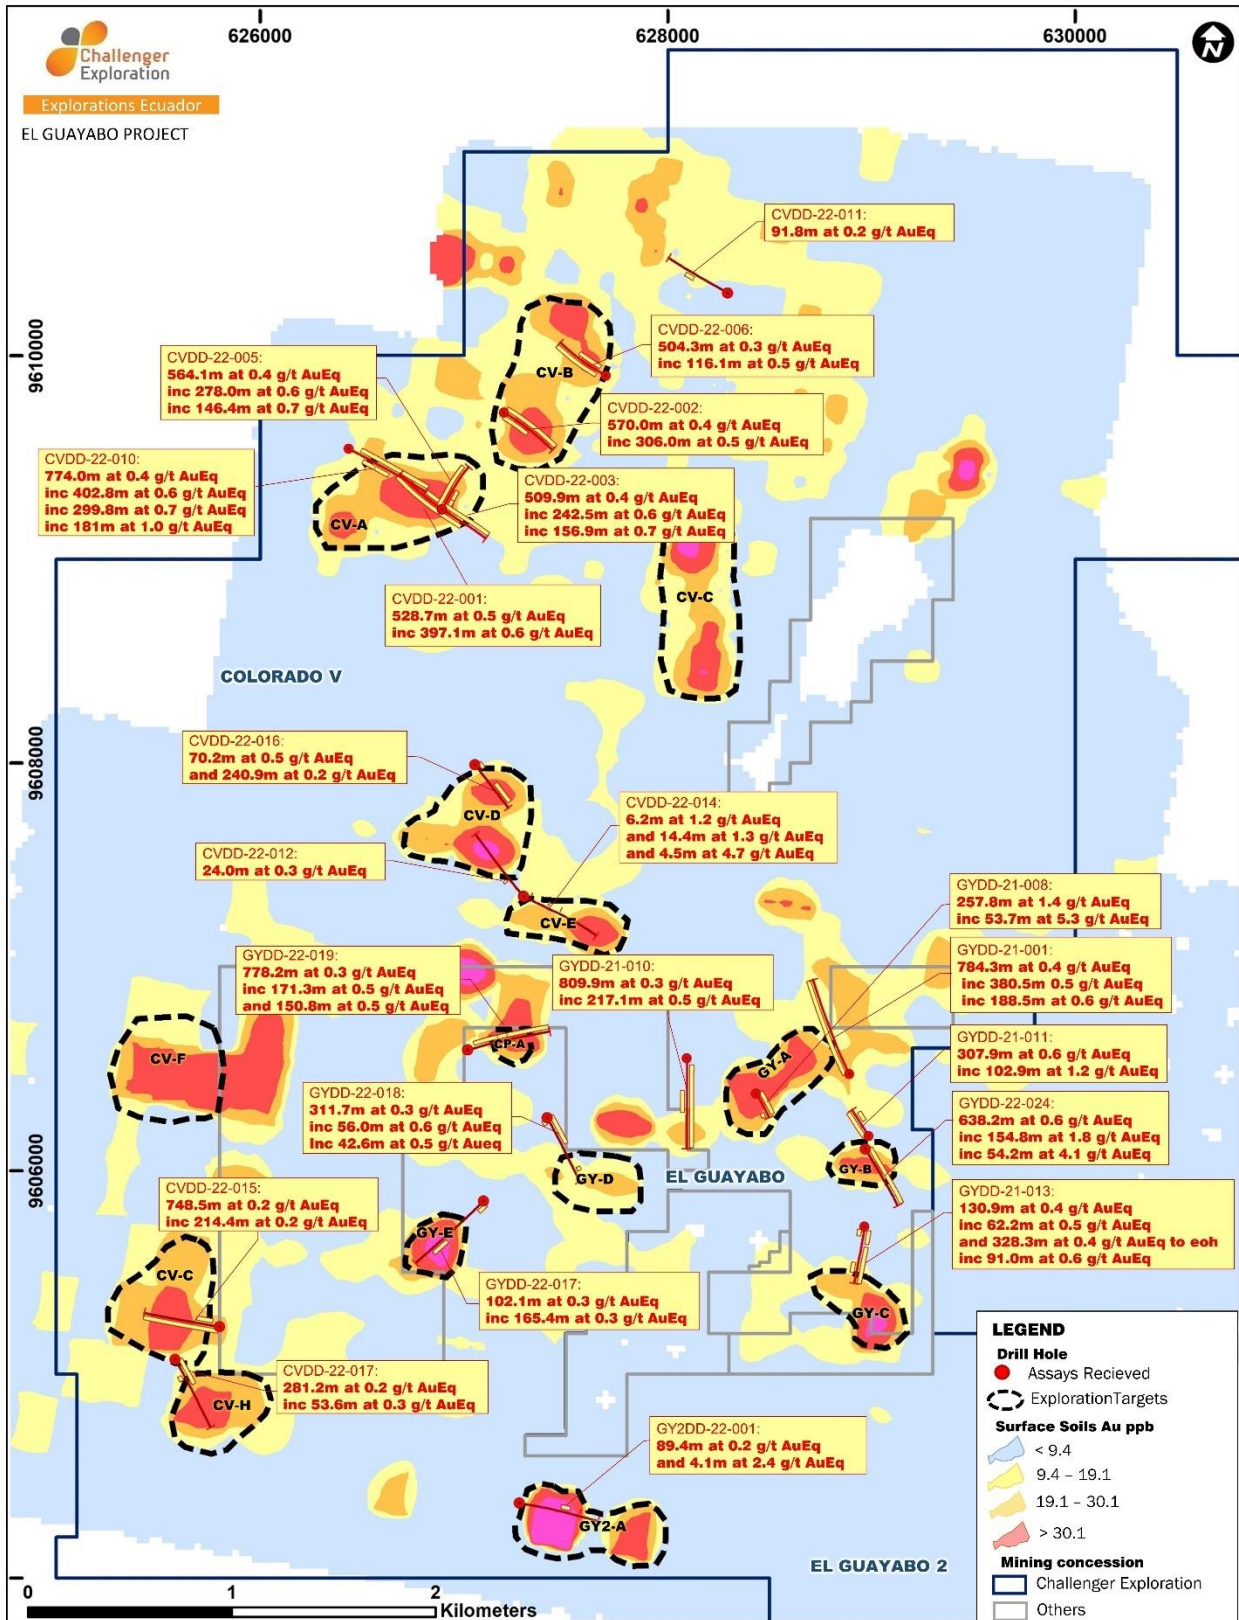 626000
628000
630000
N
Challenger
Exploration
Explorations Ecuador
EL GUAYABO PROJECT
CVDD-22-011:
91.8m at 0.2 g/t AuEq
9610000
CVDD-22-006:
504.3m at 0.3 g/t AuEq
inc 116.1m at 0.5 g/t AuEq
CVDD-22-005:
564.1m at 0.4 g/t AuEq
inc 278.0m at 0.6 g/t AuEq
inc 146.4m at 0.7 g/t AuEq
CV-B
CVDD-22-002:
570.0m at 0.4 g/t AuEq
inc 306.0m at 0.5 g/t AuEq
CVDD-22-010:
774.0m at 0.4 g/t AuEq
inc 402.8m at 0.6 g/t AuEq
inc 299.8m at 0.7 g/t AuEq
inc 181m at 1.0 g/t AuEq
CVDD-22-003:
509.9m at 0.4 g/t AuEq
inc 242.5m at 0.6 g/t AuEq
inc 156.9m at 0.7 g/t AuEq
CV-A
CVDD-22-001:
528.7m at 0.5 g/t AuEq
inc 397.1m at 0.6 g/t AuEq
CV-C
COLORADO V
9608000
CVDD-22-016:
70.2m at 0.5 g/t AuEq
and 240.9m at 0.2 g/t AuEq
CV-D
CVDD-22-014:
6.2m at 1.2 g/t AuEq
and 14.4m at 1.3 g/t AuEq
and 4.5m at 4.7 g/t AuEq
CVDD-22-012:
24.0m at 0.3 g/t AuEq
CV-E
GYDD-21-008:
257.8m at 1.4 g/t AuEq
inc 53.7m at 5.3 g/t AuEq
GYDD-22-019:
778.2m at 0.3 g/t AuEq
inc 171.3m at 0.5 g/t AuEq
and 150.8m at 0.5 g/t AuEq
GYDD-21-010:
809.9m at 0.3 g/t AuEq
inc 217.1m at 0.5 g/t AuEq
GYDD-21-001:
784.3m at 0.4 g/t AuEq
inc 380.5m at 0.5 g/t AuEq
inc 188.5m at 0.6 g/t AuEq
CV-F
CP-A
GY-A
GYDD-21-011:
307.9m at 0.6 g/t AuEq
inc 102.9m at 1.2 g/t AuEq
GYDD-22-018:
311.7m at 0.3 g/t AuEq
inc 56.0m at 0.6 g/t AuEq
Inc 42.6m at 0.5 g/t Aueq
GYDD-22-024:
638.2m at 0.6 g/t AuEq
inc 154.8m at 1.8 g/t AuEq
inc 54.2m at 4.1 g/t AuEq
9606000
GY-D
EL GUAYABO
GY-B
CVDD-22-015:
748.5m at 0.2 g/t AuEq
inc 214.4m at 0.2 g/t AuEq
GYDD-21-013:
130.9m at 0.4 g/t AuEq
inc 62.2m at 0.5 g/t AuEq
and 328.3m at 0.4 g/t AuEq to eoh
inc 91.0m at 0.6 g/t AuEq
GY-E
CV-C
GYDD-22-017:
102.1m at 0.3 g/t AuEq
inc 165.4m at 0.3 g/t AuEq
GY-C
CVDD-22-017:
281.2m at 0.2 g/t AuEq
inc 53.6m at 0.3 g/t AuEq
CV-H
GY2DD-22-001:
89.4m at 0.2 g/t AuEq
and 4.1m at 2.4 g/t AuEq
GY2-A
EL GUAYABO 2
LEGEND
Drill Hole
Assays Recieved
ExplorationTargets
Surface Soils Au ppb
< 9.4
9.4 – 19.1
19.1 – 30.1
> 30.1
Mining concession
Challenger Exploration
Others
0 1 2
Kilometers